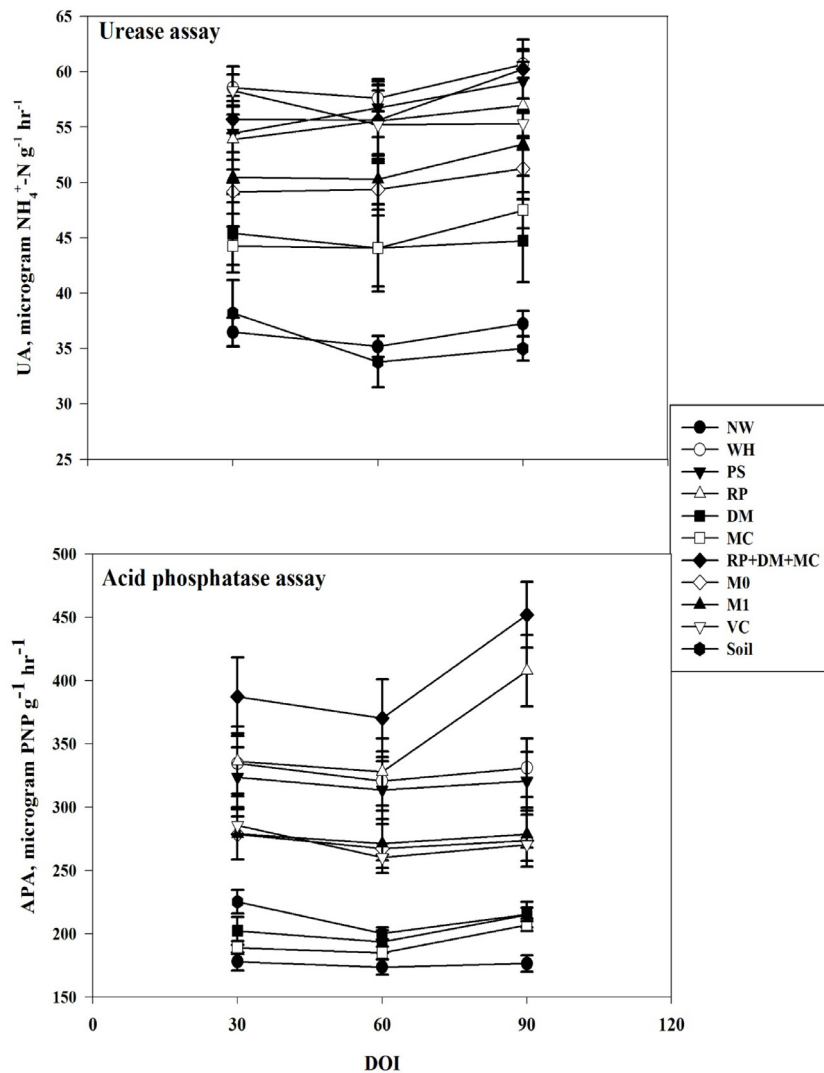 Urease assay
UA, microgram NH₄⁺-N g⁻¹ hr⁻¹
65
60
55
50
45
40
35
30
25
NW
WH
PS
RP
DM
MC
RP+DM+MC
M0
M1
VC
Soil
Acid phosphatase assay
APA, microgram PNP g⁻¹ hr⁻¹
500
450
400
350
300
250
200
150
0 30 60 90 120
DOI